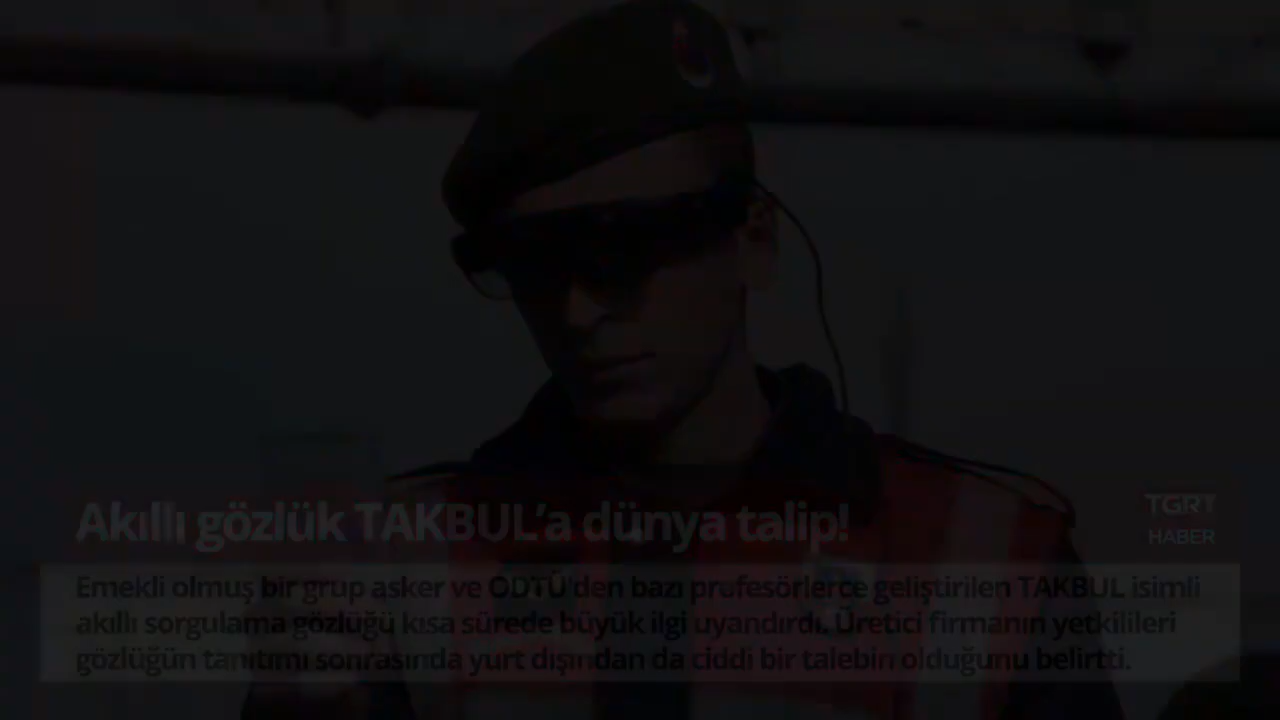 Akıllı gözlük TAKBUL'a dünya talip!
TGRT
HABER
Emekli olmuş bir grup asker ve ODTÜ'den bazı profesörlerce geliştirilen TAKBUL isimli
akıllı sorgulama gözlüğü kısa sürede büyük ilgi uyandırdı. Üretici firmanın yetkilileri
gözlüğün tanıtımı sonrasında yurt dışından da ciddi bir talebin olduğunu belirtti.